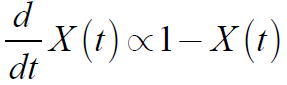 d/dt X(t) ∝ 1 − X(t)